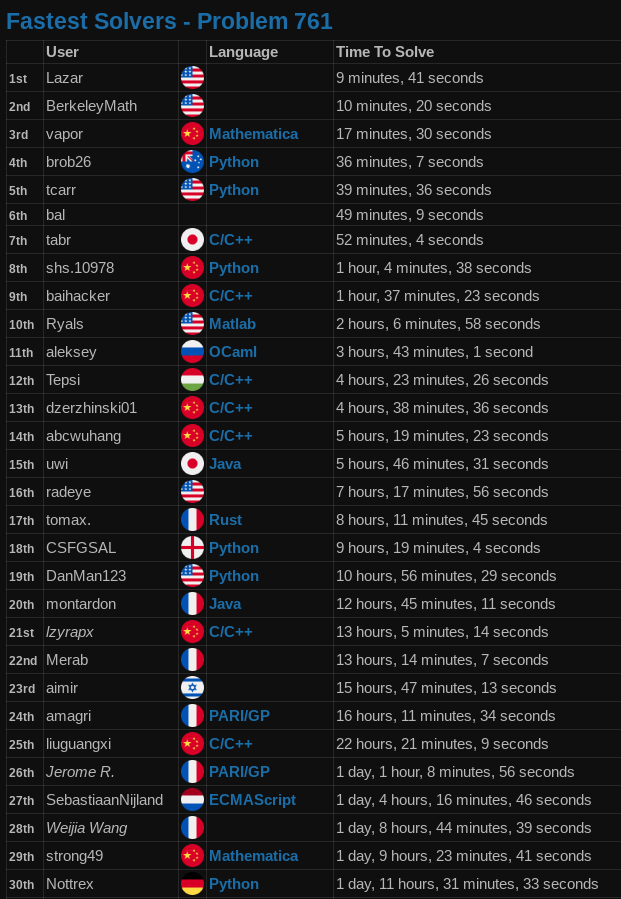 Fastest Solvers - Problem 761
User Language Time To Solve
1st Lazar 9 minutes, 41 seconds
2nd BerkeleyMath 10 minutes, 20 seconds
3rd vapor Mathematica 17 minutes, 30 seconds
4th brob26 Python 36 minutes, 7 seconds
5th tcarr Python 39 minutes, 36 seconds
6th bal 49 minutes, 9 seconds
7th tabr C/C++ 52 minutes, 4 seconds
8th shs.10978 Python 1 hour, 4 minutes, 38 seconds
9th baihacker C/C++ 1 hour, 37 minutes, 23 seconds
10th Ryals Matlab 2 hours, 6 minutes, 58 seconds
11th aleksey OCaml 3 hours, 43 minutes, 1 second
12th Tepsi C/C++ 4 hours, 23 minutes, 26 seconds
13th dzerzhinski01 C/C++ 4 hours, 38 minutes, 36 seconds
14th abcwuhang C/C++ 5 hours, 19 minutes, 23 seconds
15th uwi Java 5 hours, 46 minutes, 31 seconds
16th radeye 7 hours, 17 minutes, 56 seconds
17th tomax. Rust 8 hours, 11 minutes, 45 seconds
18th CSFGSAL Python 9 hours, 19 minutes, 4 seconds
19th DanMan123 Python 10 hours, 56 minutes, 29 seconds
20th montardon Java 12 hours, 45 minutes, 11 seconds
21st lzyrapx C/C++ 13 hours, 5 minutes, 14 seconds
22nd Merab 13 hours, 14 minutes, 7 seconds
23rd aimir 15 hours, 47 minutes, 13 seconds
24th amagri PARI/GP 16 hours, 11 minutes, 34 seconds
25th liuguangxi C/C++ 22 hours, 21 minutes, 9 seconds
26th Jerome R. PARI/GP 1 day, 1 hour, 8 minutes, 56 seconds
27th SebastiaanNijland ECMAScript 1 day, 4 hours, 16 minutes, 46 seconds
28th Weijia Wang 1 day, 8 hours, 44 minutes, 39 seconds
29th strong49 Mathematica 1 day, 9 hours, 23 minutes, 41 seconds
30th Nottrex Python 1 day, 11 hours, 31 minutes, 33 seconds